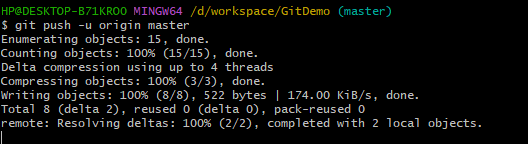 HP@DESKTOP-B71KROO MINGW64 /d/workspace/GitDemo (master)
$ git push -u origin master
Enumerating objects: 15, done.
Counting objects: 100% (15/15), done.
Delta compression using up to 4 threads
Compressing objects: 100% (3/3), done.
Writing objects: 100% (8/8), 522 bytes | 174.00 KiB/s, done.
Total 8 (delta 2), reused 0 (delta 0), pack-reused 0
remote: Resolving deltas: 100% (2/2), completed with 2 local objects.